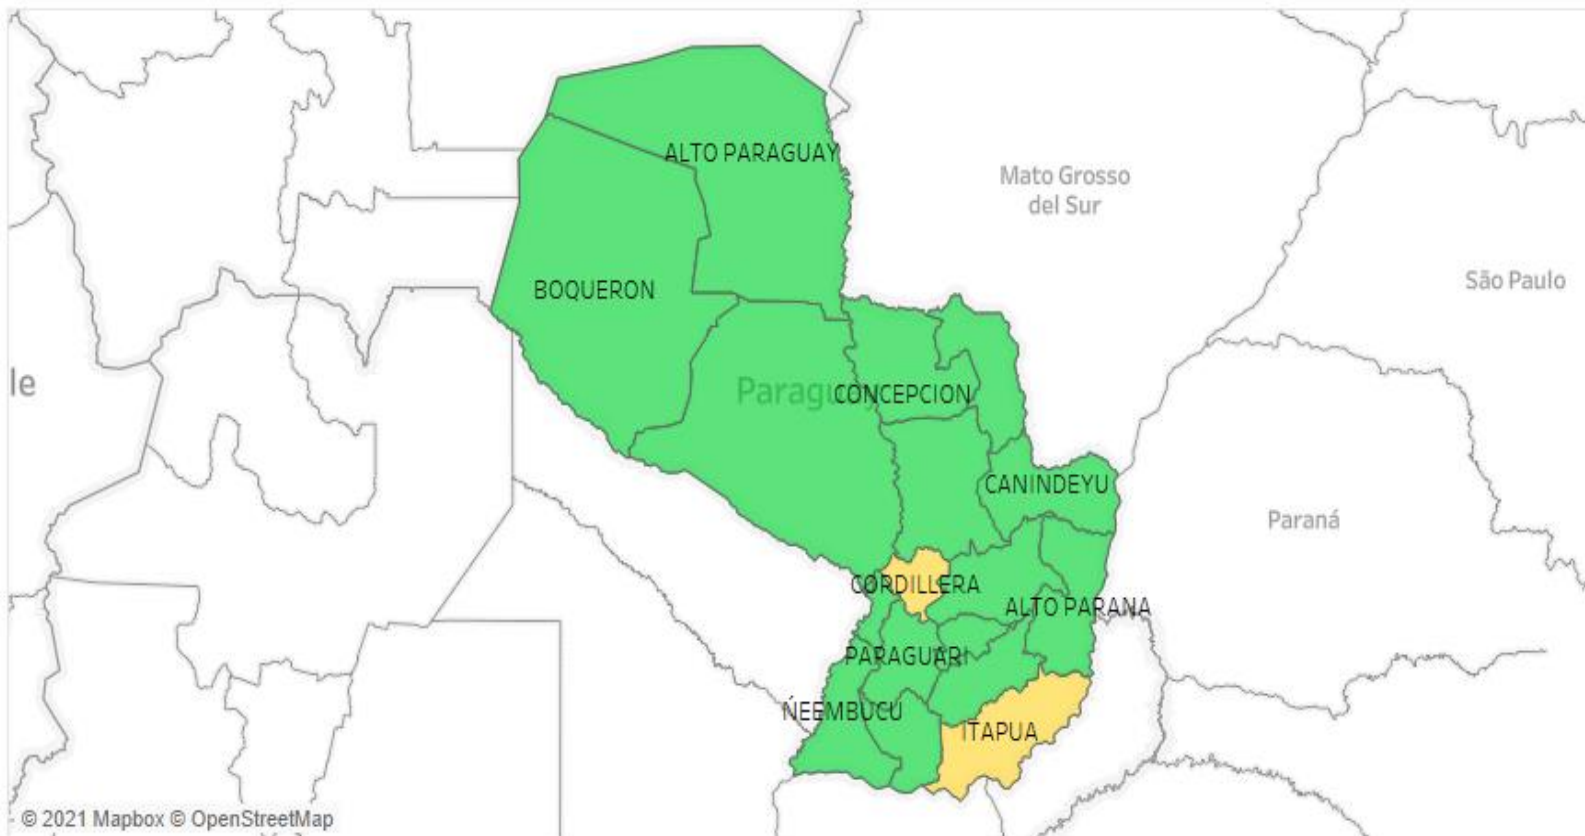 ALTO PARAGUAY
Mato Grosso
del Sur
São Paulo
BOQUERON
le
Paraguay
CONCEPCION
CANINDEYU
Paraná
CORDILLERA
ALTO PARANA
PARAGUARI
ÑEEMBUCU
ITAPUA
© 2021 Mapbox © OpenStreetMap